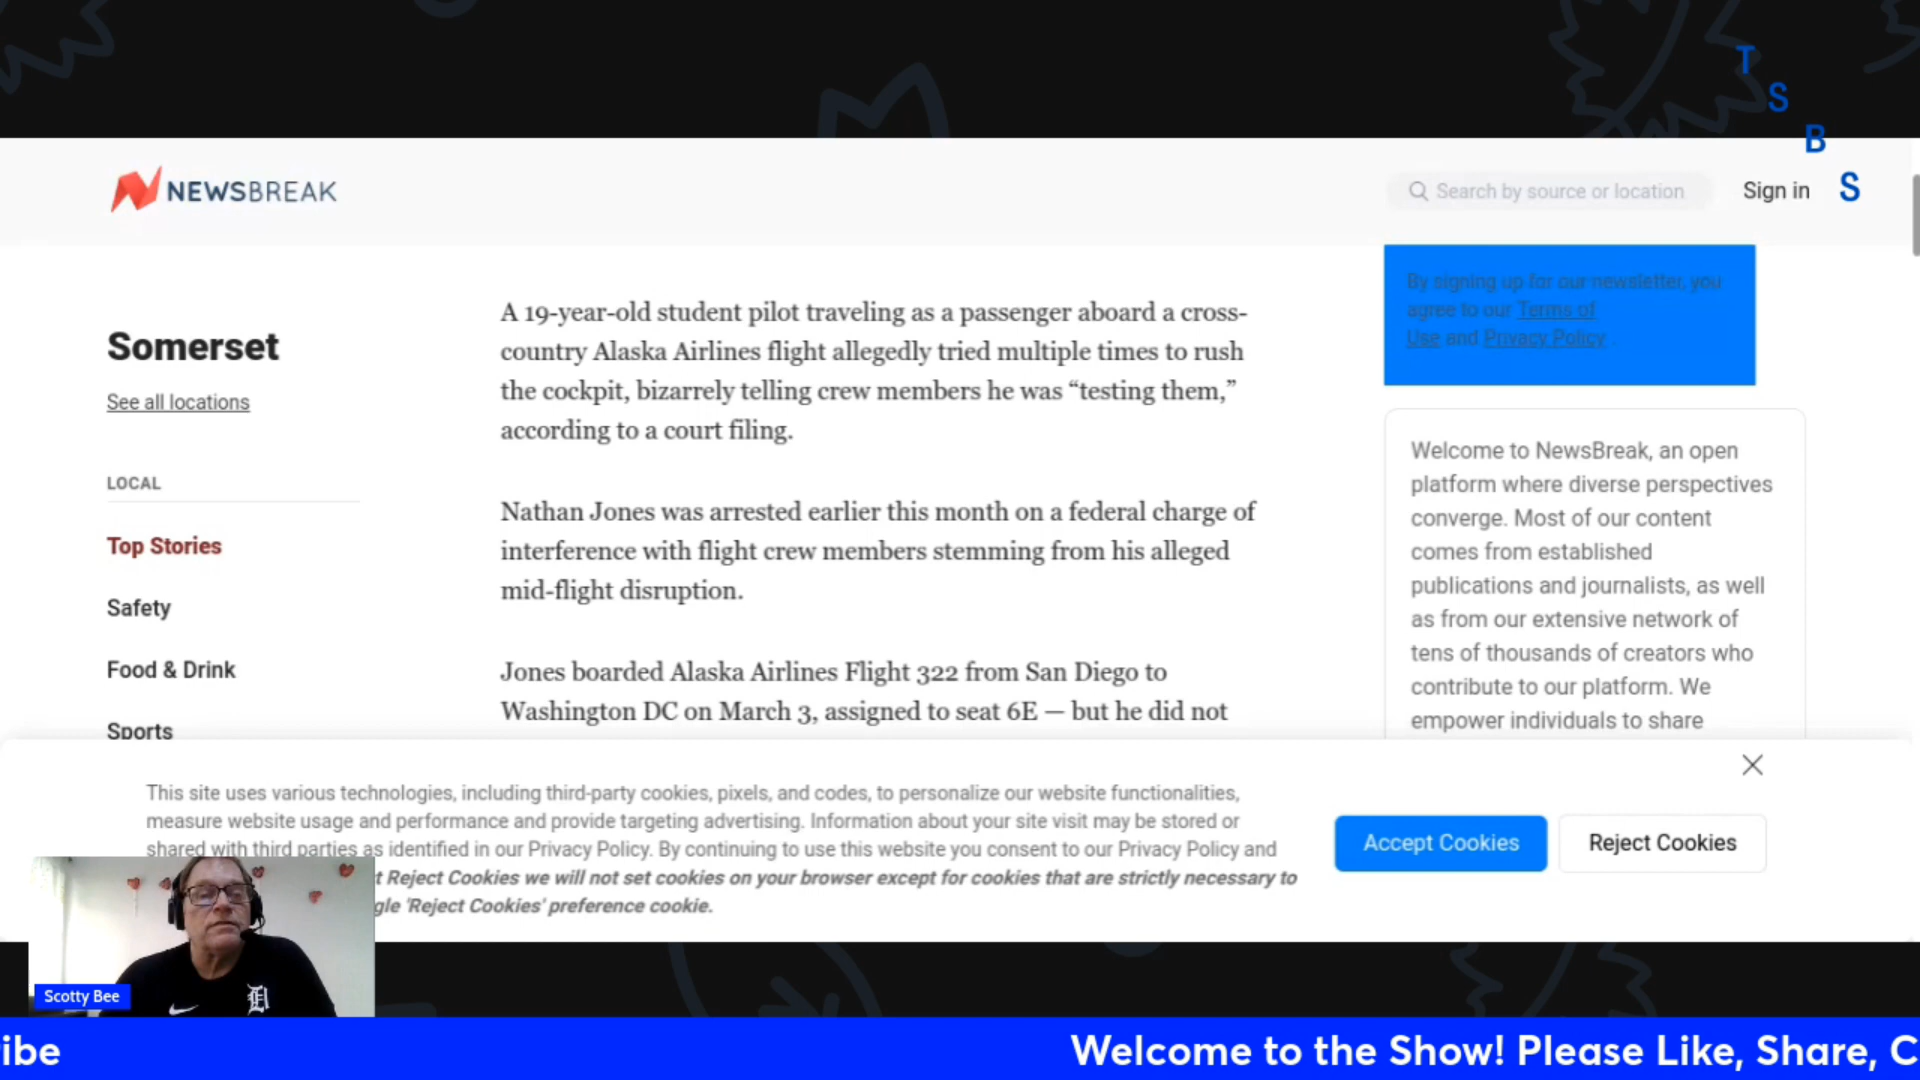 T
S
B
S
NEWSBREAK
Search by source or location
Sign in
Somerset
See all locations
LOCAL
Top Stories
Safety
Food & Drink
Sports
A 19-year-old student pilot traveling as a passenger aboard a cross-
country Alaska Airlines flight allegedly tried multiple times to rush
the cockpit, bizarrely telling crew members he was “testing them,”
according to a court filing.
Nathan Jones was arrested earlier this month on a federal charge of
interference with flight crew members stemming from his alleged
mid-flight disruption.
Jones boarded Alaska Airlines Flight 322 from San Diego to
Washington DC on March 3, assigned to seat 6E — but he did not
By signing up for our newsletter, you
agree to our Terms of
Use and Privacy Policy .
Welcome to NewsBreak, an open
platform where diverse perspectives
converge. Most of our content
comes from established
publications and journalists, as well
as from our extensive network of
tens of thousands of creators who
contribute to our platform. We
empower individuals to share
This site uses various technologies, including third-party cookies, pixels, and codes, to personalize our website functionalities,
measure website usage and performance and provide targeting advertising. Information about your site visit may be stored or
shared with third parties as identified in our Privacy Policy. By continuing to use this website you consent to our Privacy Policy and
t Reject Cookies we will not set cookies on your browser except for cookies that are strictly necessary to
gle 'Reject Cookies' preference cookie.
Accept Cookies
Reject Cookies
Scotty Bee
ibe
Welcome to the Show! Please Like, Share, C